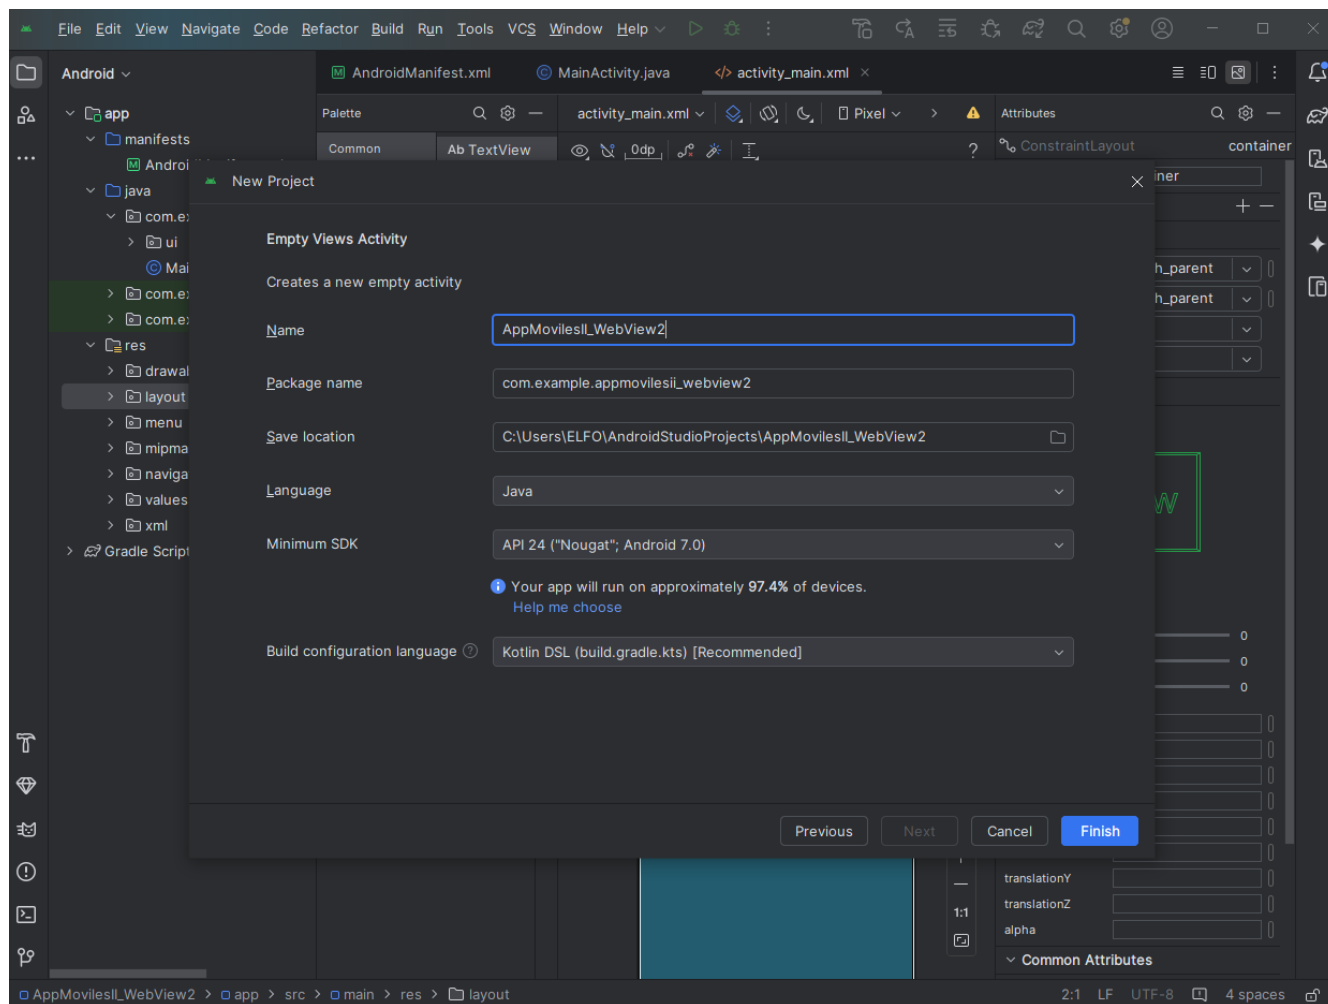 File Edit View Navigate Code Refactor Build Run Tools VCS Window Help
Android
AndroidManifest.xml
MainActivity.java
activity_main.xml
app
manifests
Androi
java
com.e
ui
Mai
com.e
com.e
res
drawal
layout
menu
mipma
naviga
values
xml
Gradle Script
Palette
Common
Ab TextView
activity_main.xml
Pixel
0dp
Attributes
ConstraintLayout
container
iner
h_parent
h_parent
New Project
Empty Views Activity
Creates a new empty activity
Name
AppMovilesII_WebView2
Package name
com.example.appmovilesii_webview2
Save location
C:\Users\ELFO\AndroidStudioProjects\AppMovilesII_WebView2
Language
Java
Minimum SDK
API 24 ("Nougat"; Android 7.0)
Your app will run on approximately 97.4% of devices.
Help me choose
Build configuration language
Kotlin DSL (build.gradle.kts) [Recommended]
Previous
Next
Cancel
Finish
W
0
0
0
1:1
translationY
translationZ
alpha
Common Attributes
AppMovilesII_WebView2 > app > src > main > res > layout
2:1 LF UTF-8 4 spaces